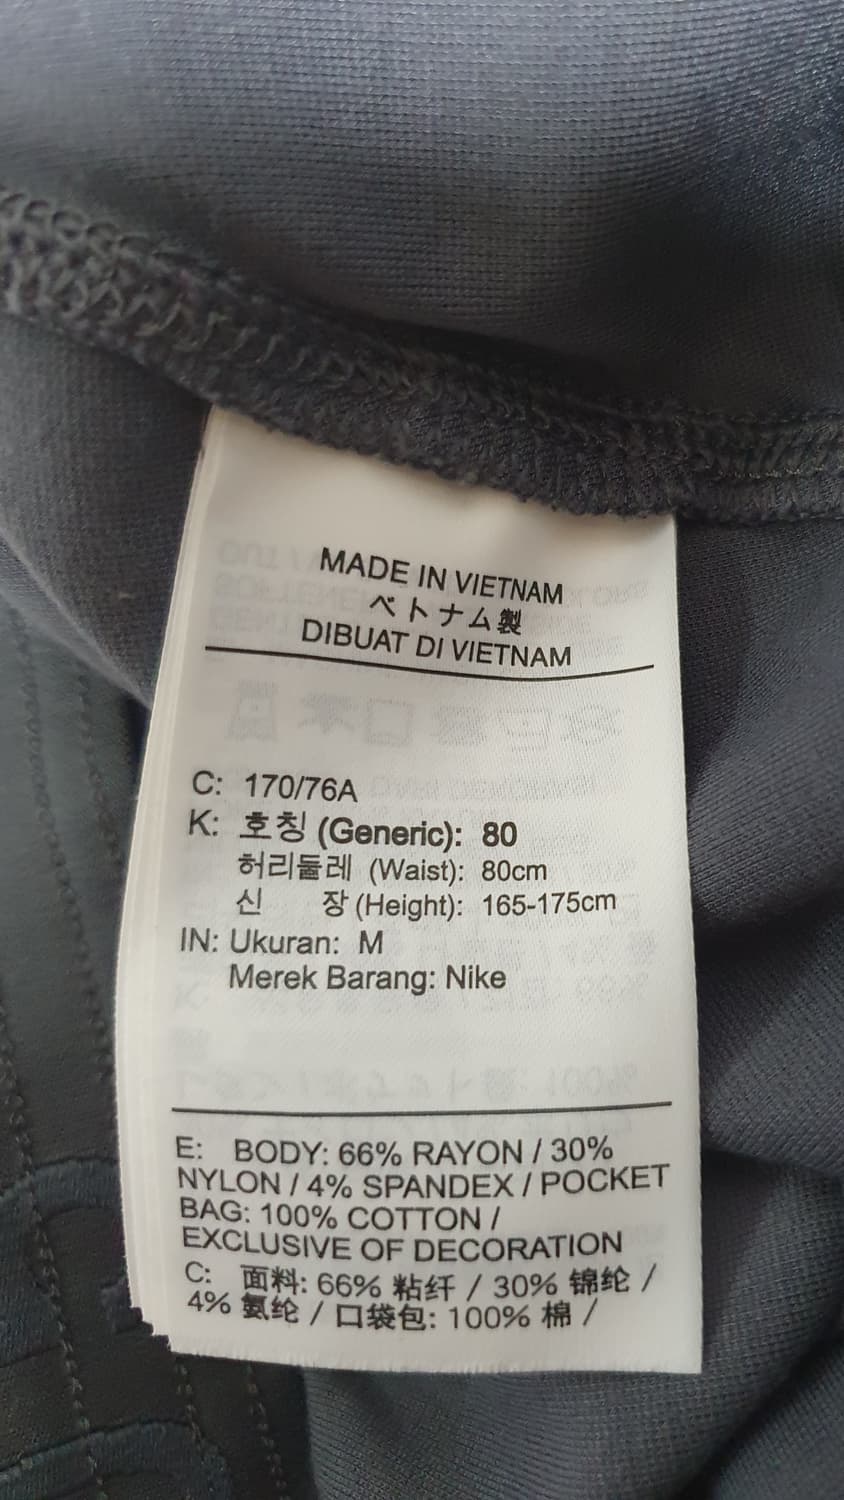 MADE IN VIETNAM
ベトナム製
DIBUAT DI VIETNAM
C: 170/76A
K: 호칭 (Generic): 80
허리둘레 (Waist): 80cm
신 장 (Height): 165-175cm
IN: Ukuran: M
Merek Barang: Nike
E: BODY: 66% RAYON / 30%
NYLON / 4% SPANDEX / POCKET
BAG: 100% COTTON /
EXCLUSIVE OF DECORATION
C: 面料: 66% 粘纤 / 30% 锦纶 /
4% 氨纶 / 口袋包: 100% 棉 /